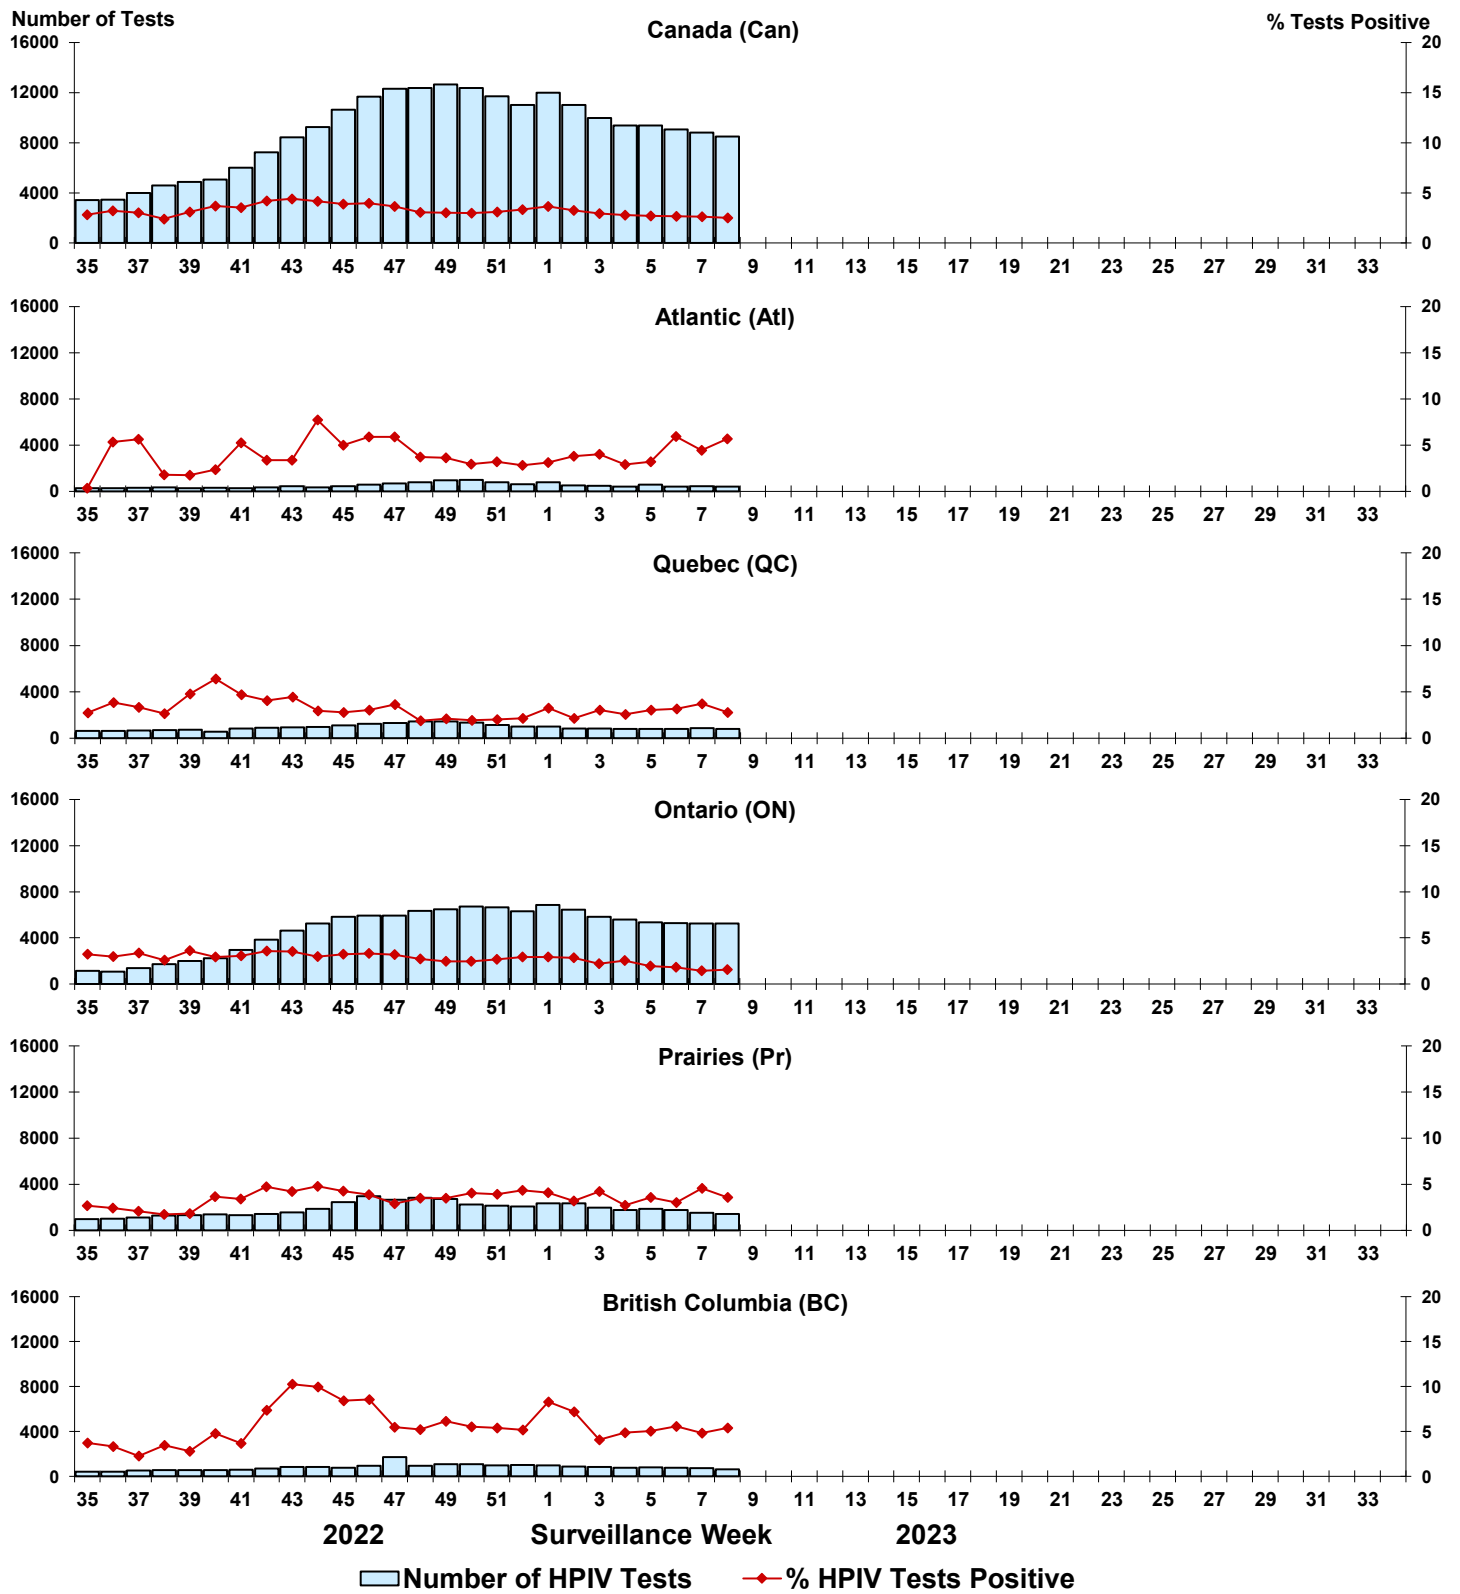 Number of Tests
Canada (Can)
% Tests Positive
16000 20
12000 15
8000 10
4000 5
0 0
35 37 39 41 43 45 47 49 51 1 3 5 7 9 11 13 15 17 19 21 23 25 27 29 31 33
Atlantic (Atl)
16000 20
12000 15
8000 10
4000 5
0 0
35 37 39 41 43 45 47 49 51 1 3 5 7 9 11 13 15 17 19 21 23 25 27 29 31 33
Quebec (QC)
16000 20
12000 15
8000 10
4000 5
0 0
35 37 39 41 43 45 47 49 51 1 3 5 7 9 11 13 15 17 19 21 23 25 27 29 31 33
Ontario (ON)
16000 20
12000 15
8000 10
4000 5
0 0
35 37 39 41 43 45 47 49 51 1 3 5 7 9 11 13 15 17 19 21 23 25 27 29 31 33
Prairies (Pr)
16000 20
12000 15
8000 10
4000 5
0 0
35 37 39 41 43 45 47 49 51 1 3 5 7 9 11 13 15 17 19 21 23 25 27 29 31 33
British Columbia (BC)
16000 20
12000 15
8000 10
4000 5
0 0
35 37 39 41 43 45 47 49 51 1 3 5 7 9 11 13 15 17 19 21 23 25 27 29 31 33
2022 Surveillance Week 2023
Number of HPIV Tests % HPIV Tests Positive